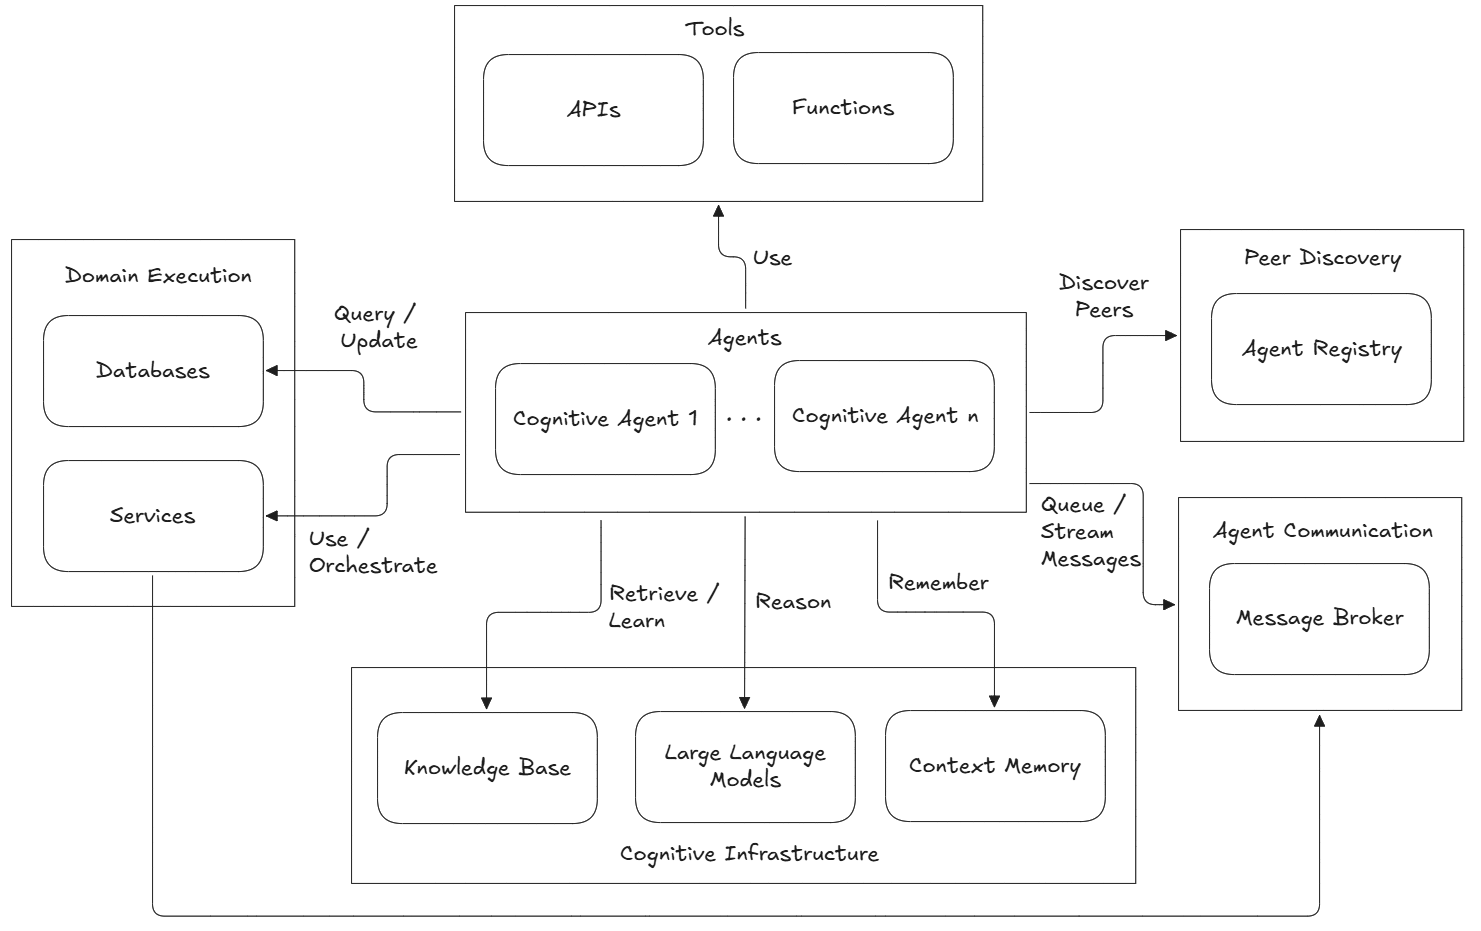 Tools
APIs
Functions
Use
Domain Execution
Databases
Services
Query /
Update
Use /
Orchestrate
Agents
Cognitive Agent 1
...
Cognitive Agent n
Discover
Peers
Peer Discovery
Agent Registry
Queue /
Stream
Messages
Agent Communication
Message Broker
Retrieve /
Learn
Reason
Remember
Knowledge Base
Large Language
Models
Context Memory
Cognitive Infrastructure